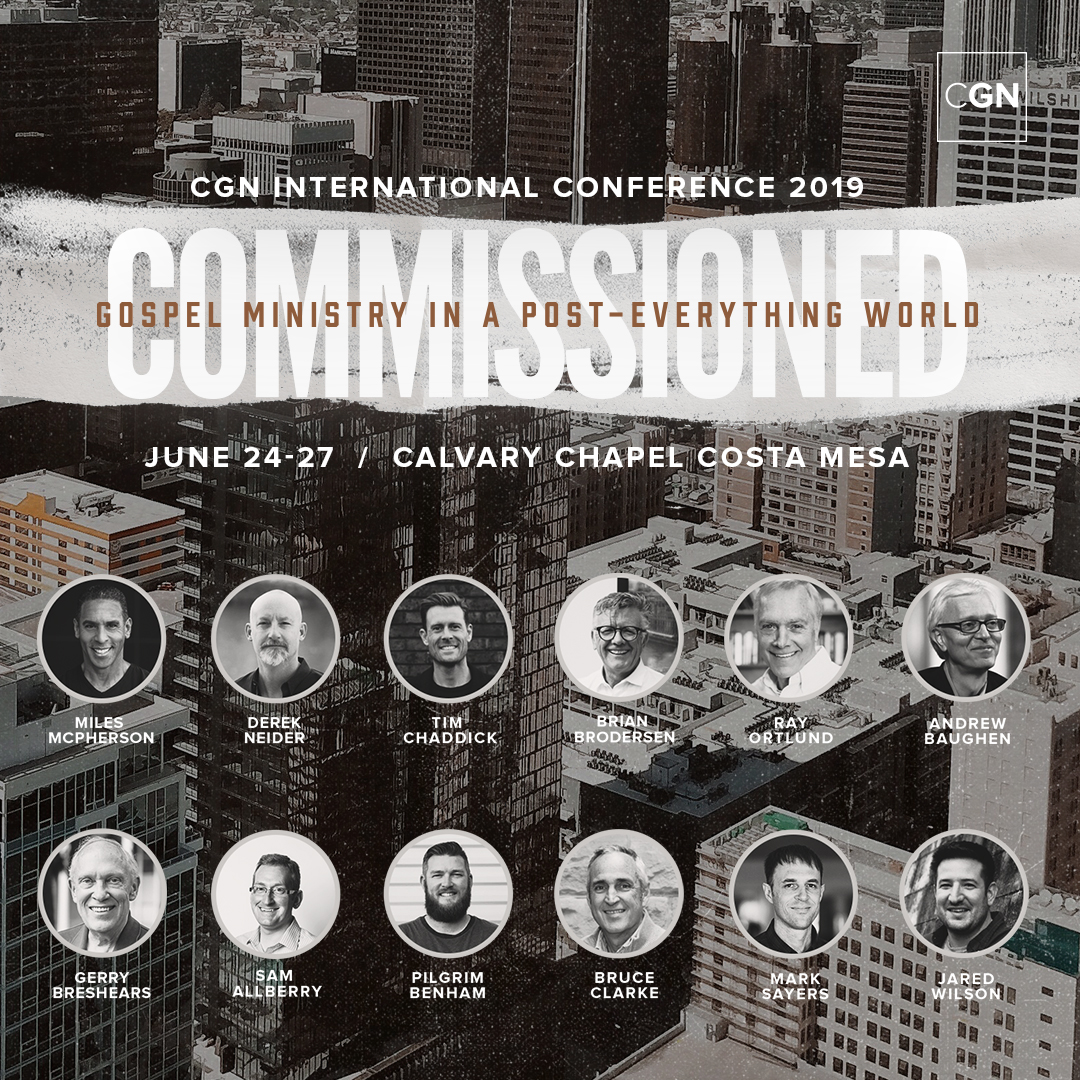 CGN
ILSHI
CGN INTERNATIONAL CONFERENCE 2019
COMMISSIONED
GOSPEL MINISTRY IN A POST-EVERYTHING WORLD
JUNE 24-27 / CALVARY CHAPEL COSTA MESA
MILES
MCPHERSON
DEREK
NEIDER
TIM
CHADDICK
BRIAN
BRODERSEN
RAY
ORTLUND
ANDREW
BAUGHEN
GERRY
BRESHEARS
SAM
ALLBERRY
PILGRIM
BENHAM
BRUCE
CLARKE
MARK
SAYERS
JARED
WILSON